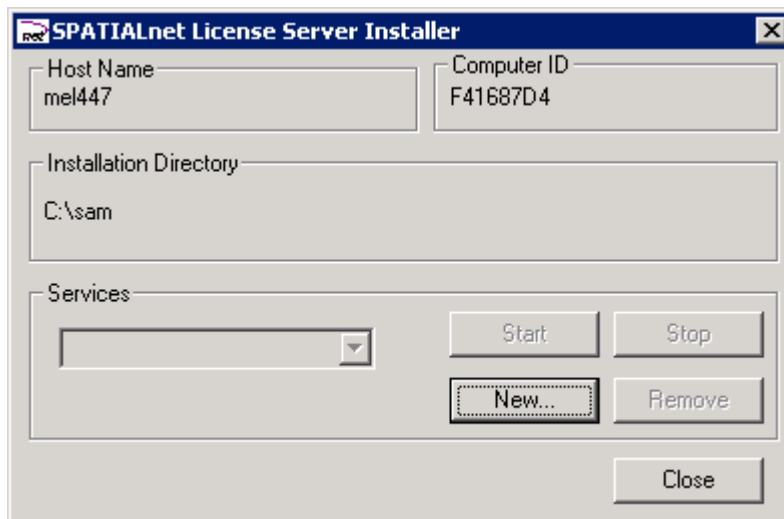 SPATIALnet License Server Installer
Host Name
mel447
Computer ID
F41687D4
Installation Directory
C:\sam
Services
Start
Stop
New...
Remove
Close